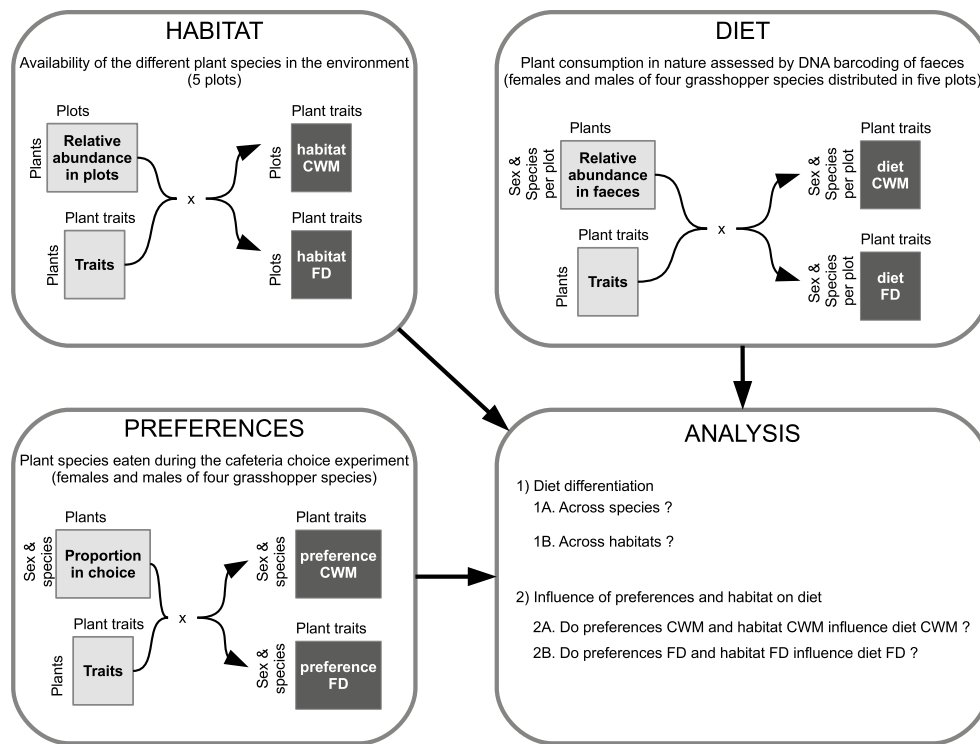 HABITAT
Availability of the different plant species in the environment
(5 plots)
Plots
Plants
Relative
abundance
in plots
Plant traits
Plants
Traits
x
Plant traits
Plots
habitat
CWM
Plant traits
Plots
habitat
FD
DIET
Plant consumption in nature assessed by DNA barcoding of faeces
(females and males of four grasshopper species distributed in five plots)
Plants
Sex &
Species
per plot
Relative
abundance
in faeces
Plant traits
Plants
Traits
x
Plant traits
Sex &
Species
per plot
diet
CWM
Plant traits
Sex &
Species
per plot
diet
FD
PREFERENCES
Plant species eaten during the cafeteria choice experiment
(females and males of four grasshopper species)
Plants
Sex &
species
Proportion
in choice
Plant traits
Plants
Traits
x
Plant traits
Sex &
species
preference
CWM
Plant traits
Sex &
species
preference
FD
ANALYSIS
1) Diet differentiation
1A. Across species ?
1B. Across habitats ?
2) Influence of preferences and habitat on diet
2A. Do preferences CWM and habitat CWM influence diet CWM ?
2B. Do preferences FD and habitat FD influence diet FD ?